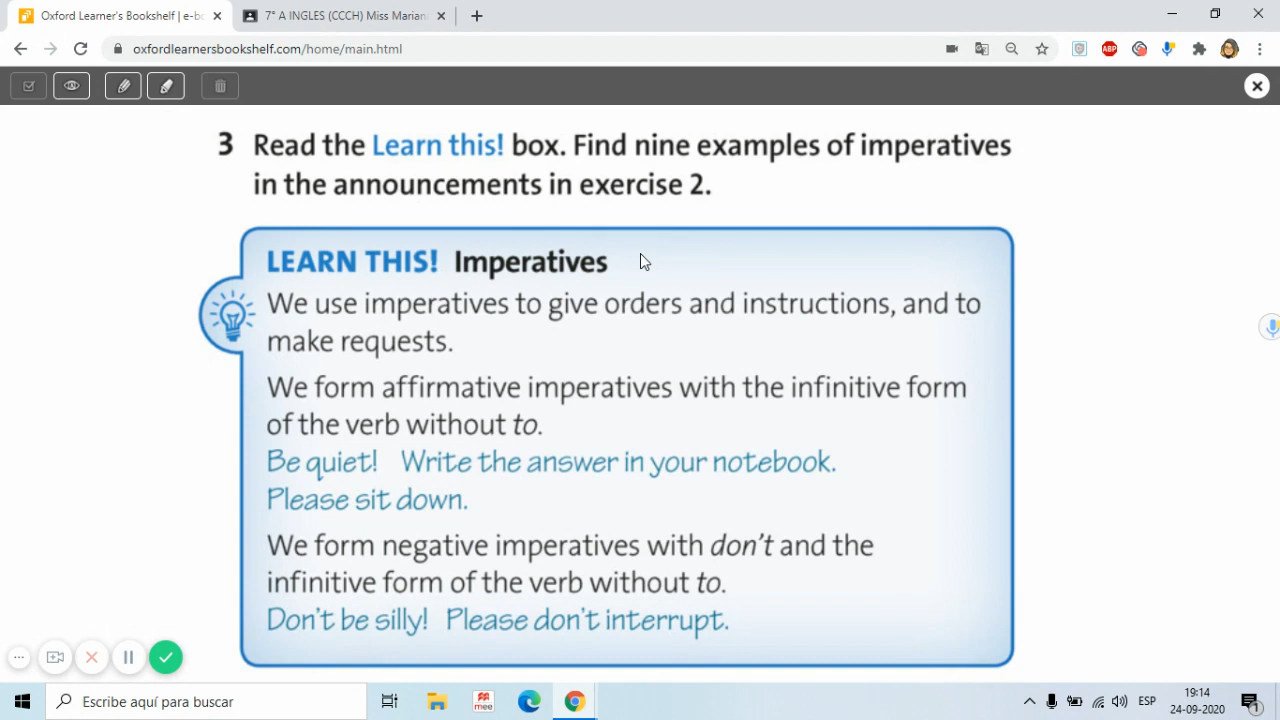 Oxford Learner's Bookshelf | e-bo
7° A INGLES (CCCH) Miss Marian
oxfordlearnersbookshelf.com/home/main.html
ABP
3 Read the Learn this! box. Find nine examples of imperatives
in the announcements in exercise 2.
LEARN THIS! Imperatives
We use imperatives to give orders and instructions, and to
make requests.
We form affirmative imperatives with the infinitive form
of the verb without to.
Be quiet! Write the answer in your notebook.
Please sit down.
We form negative imperatives with don't and the
infinitive form of the verb without to.
Don't be silly! Please don't interrupt.
Escribe aquí para buscar
mee
ESP
19:14
24-09-2020
1